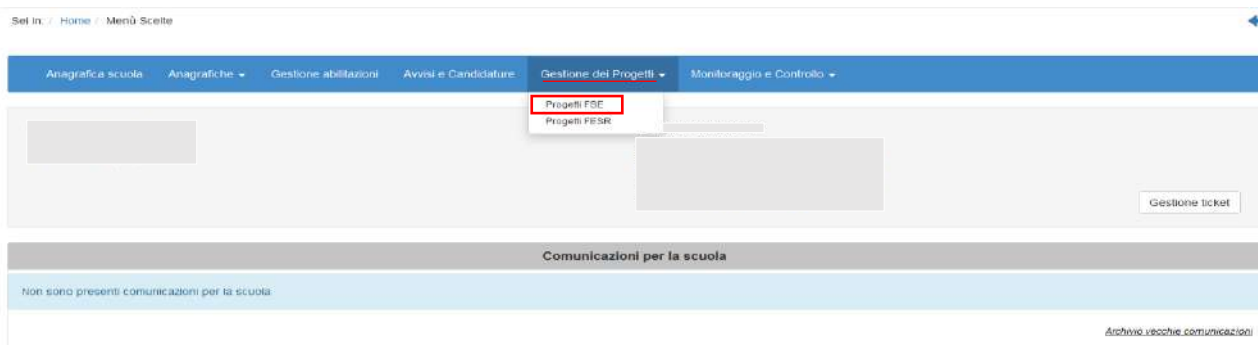 Sei in: / Home / Menù Scelte
Anagrafica scuola Anagrafiche Gestione abilitazioni Avvisi e Candidature Gestione dei Progetti Monitoraggio e Controllo
Progetti FSE
Progetti FESR
Gestione ticket
Comunicazioni per la scuola
Non sono presenti comunicazioni per la scuola
Archivio vecchie comunicazioni